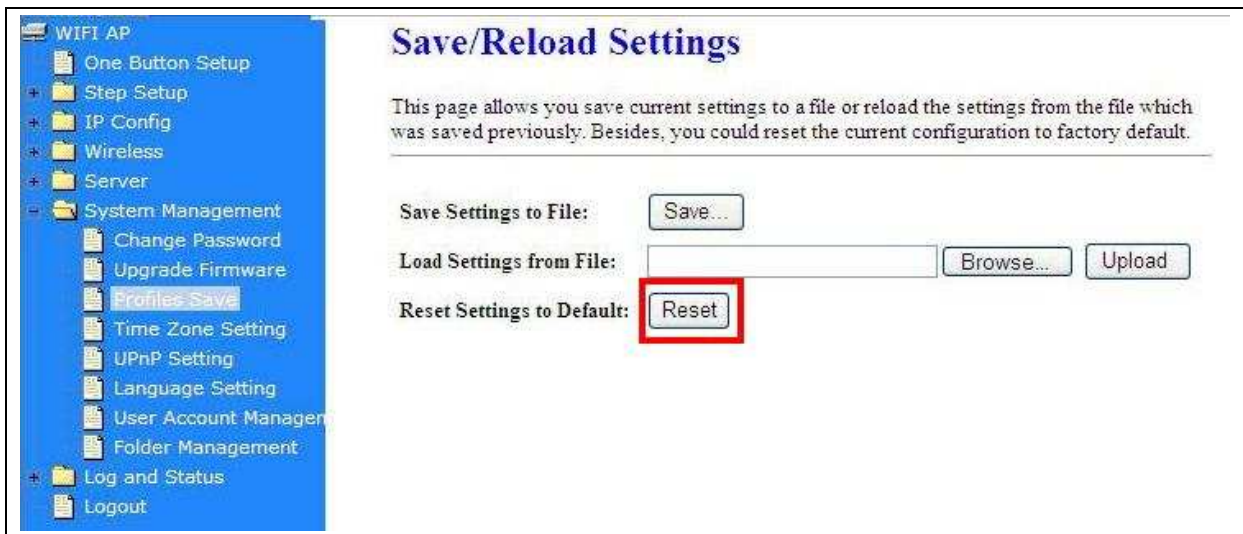 WIFI AP
One Button Setup
Step Setup
IP Config
Wireless
Server
System Management
Change Password
Upgrade Firmware
Profiles Save
Time Zone Setting
UPnP Setting
Language Setting
User Account Managen
Folder Management
Log and Status
Logout
Save/Reload Settings
This page allows you save current settings to a file or reload the settings from the file which
was saved previously. Besides, you could reset the current configuration to factory default.
Save Settings to File: Save...
Load Settings from File: Browse... Upload
Reset Settings to Default: Reset